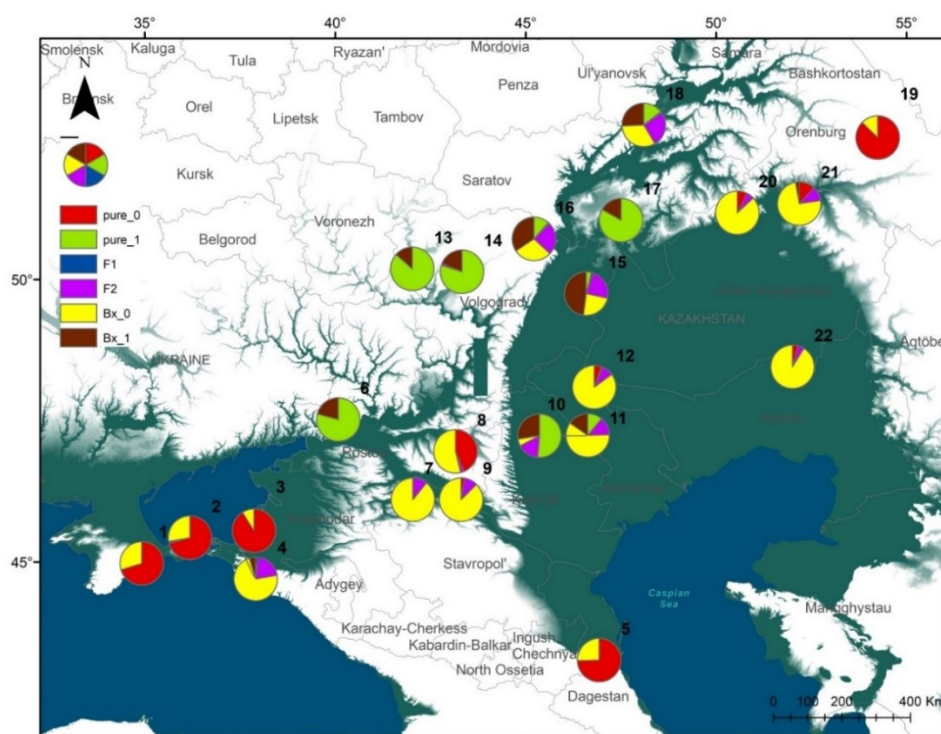 35° 40° 45° 50° 55°
Smolensk Kaluga Ryazan' Mordovia Samara
Tula Ul'yanovsk Bashkortostan
N
Penza
18 19
Orel Lipetsk Tambov Orenburg
Kursk Saratov 17 20 21
pure_0
Voronezh
pure_1 13 14 16
Belgorod
F1
50°
15
F2
Volgograd
KAZAKHSTAN
Bx_0
Bx_1
UKRAINE 12 22
6 10
8 11
7 9
3
2
1 4
45°
Stavropol'
Adygey
Caspian
Sea
Karachay-Cherkess Ingush
Kabardin-Balkar Chechnya 5
North Ossetia
Dagestan
0 100 200 400 Km